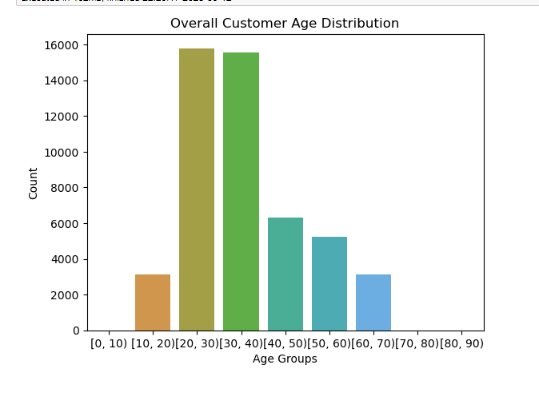 Overall Customer Age Distribution
16000
14000
12000
10000
8000
6000
4000
2000
0
Count
[0, 10) [10, 20) [20, 30) [30, 40) [40, 50) [50, 60) [60, 70) [70, 80) [80, 90)
Age Groups